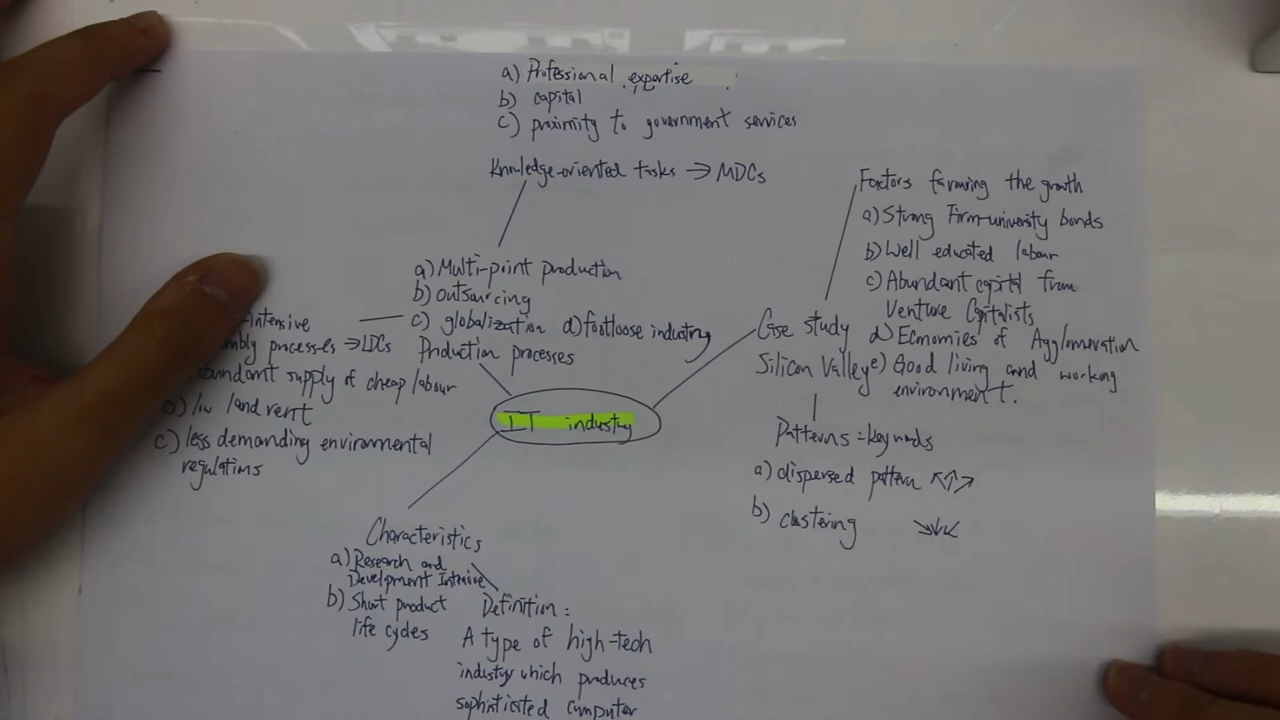 a) Professional expertise
b) capital
c) proximity to government services
Knowledge-oriented tasks → MDCs
a) Multi-point production
b) outsourcing
c) globalization d) footloose industry
Production processes
-intensive
processes → LDCs
abundant supply of cheap labour
b) low land rent
c) less demanding environmental
regulations
IT industry
Case study
Silicon Valley
Factors favouring the growth
a) Strong Firm-university bonds
b) Well educated labour
c) Abundant capital from
Venture Capitalists
d) Economies of Agglomeration
e) Good living and working
environment.
Patterns = keywords
a) dispersed pattern ↖↑↗
b) clustering ↘↓↙
Characteristics
a) Research and
Development Intensive
b) Short product
life cycles
Definition :
A type of high-tech
industry which produces
sophisticated computer